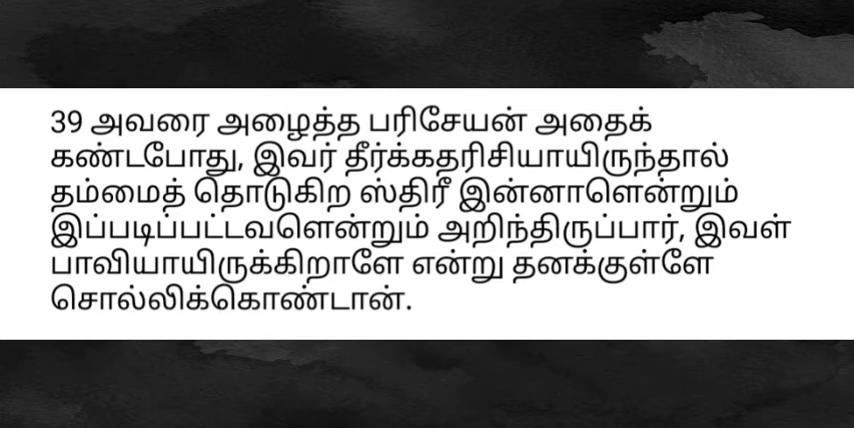 39 அவரை அழைத்த பரிசேயன் அதைக்
கண்டபோது, இவர் தீர்க்கதரிசியாயிருந்தால்
தம்மைத் தொடுகிற ஸ்திரீ இன்னாளென்றும்
இப்படிப்பட்டவளென்றும் அறிந்திருப்பார், இவள்
பாவியாயிருக்கிறாளே என்று தனக்குள்ளே
சொல்லிக்கொண்டான்.